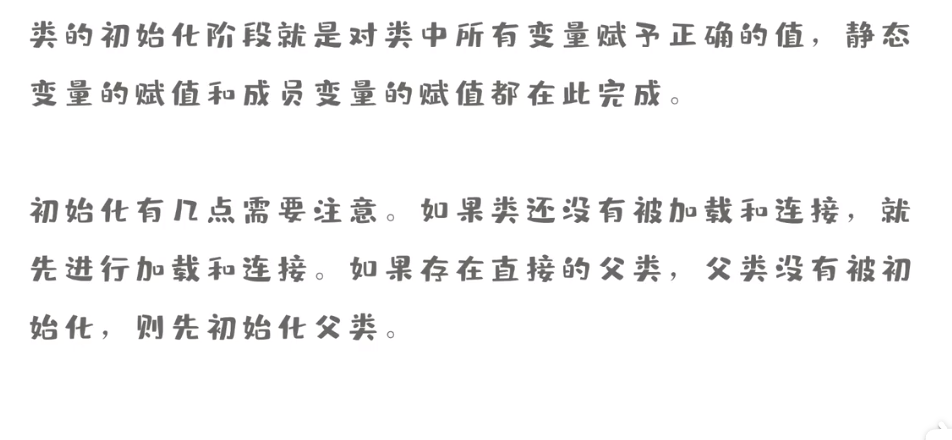 类的初始化阶段就是对类中所有变量赋予正确的值，静态
变量的赋值和成员变量的赋值都在此完成。
初始化有几点需要注意。如果类还没有被加载和连接，就
先进行加载和连接。如果存在直接的父类，父类没有被初
始化，则先初始化父类。